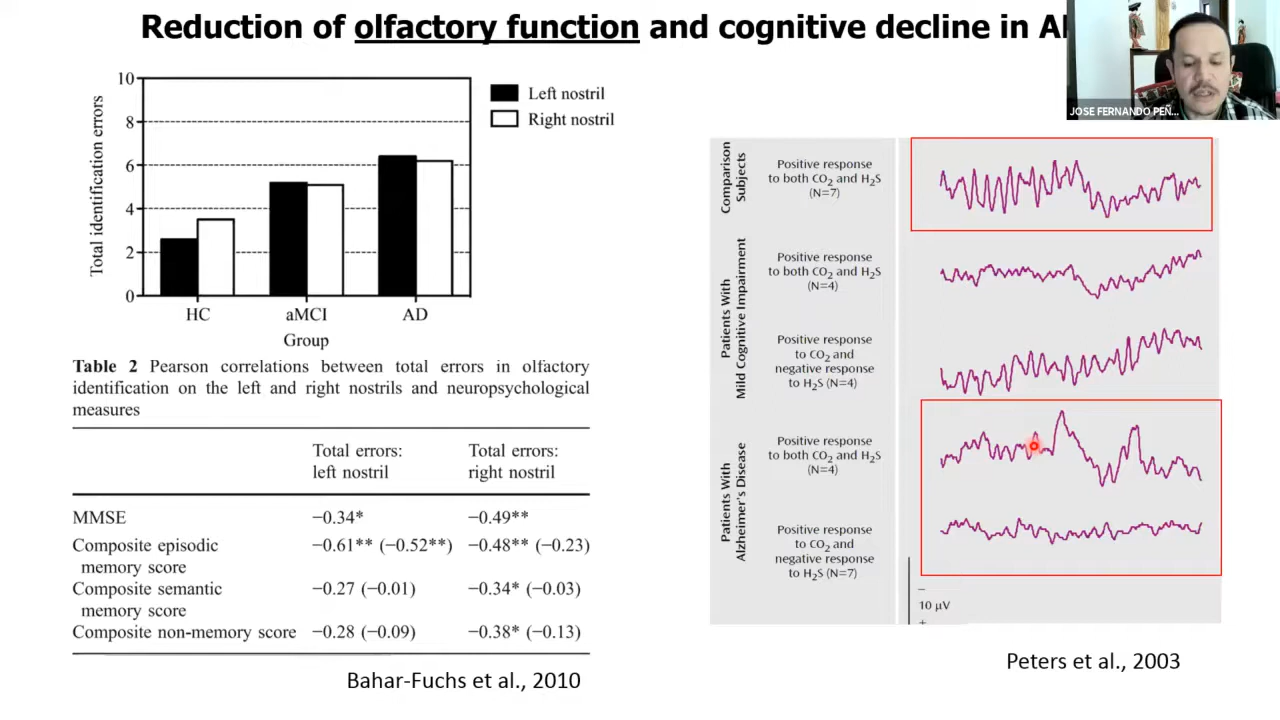 Reduction of olfactory function and cognitive decline in
JOSE FERNANDO PEÑ...
10
8
6
4
2
0
Total identification errors
HC
aMCI
AD
Group
Left nostril
Right nostril
Table 2 Pearson correlations between total errors in olfactory
identification on the left and right nostrils and neuropsychological
measures
Total errors:
left nostril
Total errors:
right nostril
MMSE −0.34* −0.49**
Composite episodic −0.61** (−0.52**) −0.48** (−0.23)
memory score
Composite semantic −0.27 (−0.01) −0.34* (−0.03)
memory score
Composite non-memory score −0.28 (−0.09) −0.38* (−0.13)
Bahar-Fuchs et al., 2010
Comparison
Subjects
Positive response
to both CO2 and H2S
(N=7)
Patients With
Mild Cognitive Impairment
Positive response
to both CO2 and H2S
(N=4)
Positive response
to CO2 and
negative response
to H2S (N=4)
Patients With
Alzheimer's Disease
Positive response
to both CO2 and H2S
(N=4)
Positive response
to CO2 and
negative response
to H2S (N=7)
−
10 µV
+
Peters et al., 2003